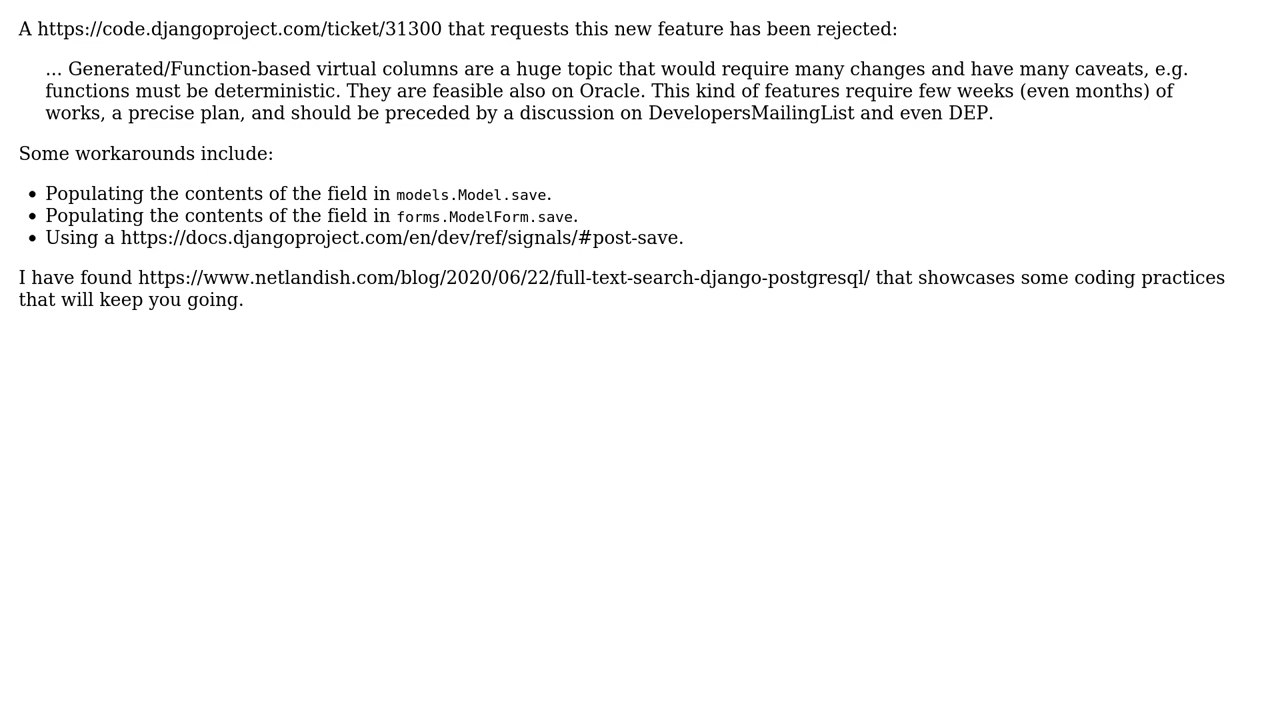 A https://code.djangoproject.com/ticket/31300 that requests this new feature has been rejected:
... Generated/Function-based virtual columns are a huge topic that would require many changes and have many caveats, e.g.
functions must be deterministic. They are feasible also on Oracle. This kind of features require few weeks (even months) of
works, a precise plan, and should be preceded by a discussion on DevelopersMailingList and even DEP.
Some workarounds include:
• Populating the contents of the field in models.Model.save.
• Populating the contents of the field in forms.ModelForm.save.
• Using a https://docs.djangoproject.com/en/dev/ref/signals/#post-save.
I have found https://www.netlandish.com/blog/2020/06/22/full-text-search-django-postgresql/ that showcases some coding practices
that will keep you going.